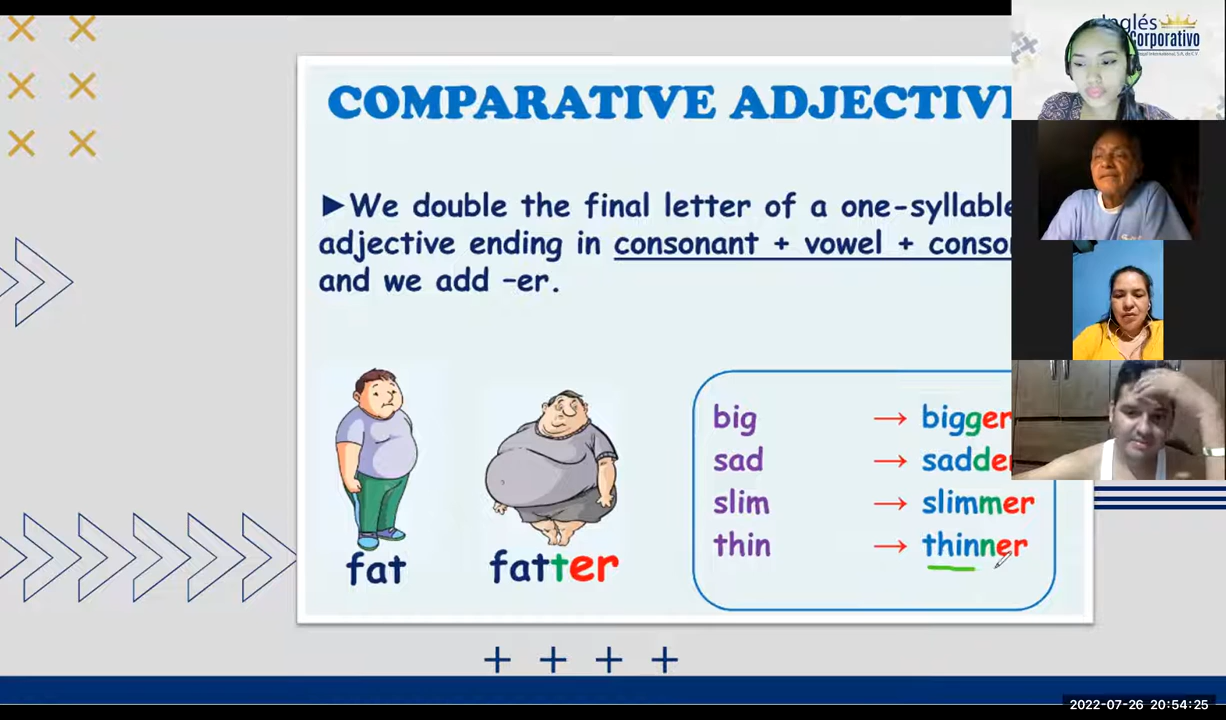 Inglés
Corporativo
COMPARATIVE ADJECTIV
►We double the final letter of a one-syllable
adjective ending in consonant + vowel + conso
and we add –er.
big → bigger
sad → sadde
slim → slimmer
thin → thinner
fat fatter
2022-07-26 20:54:25